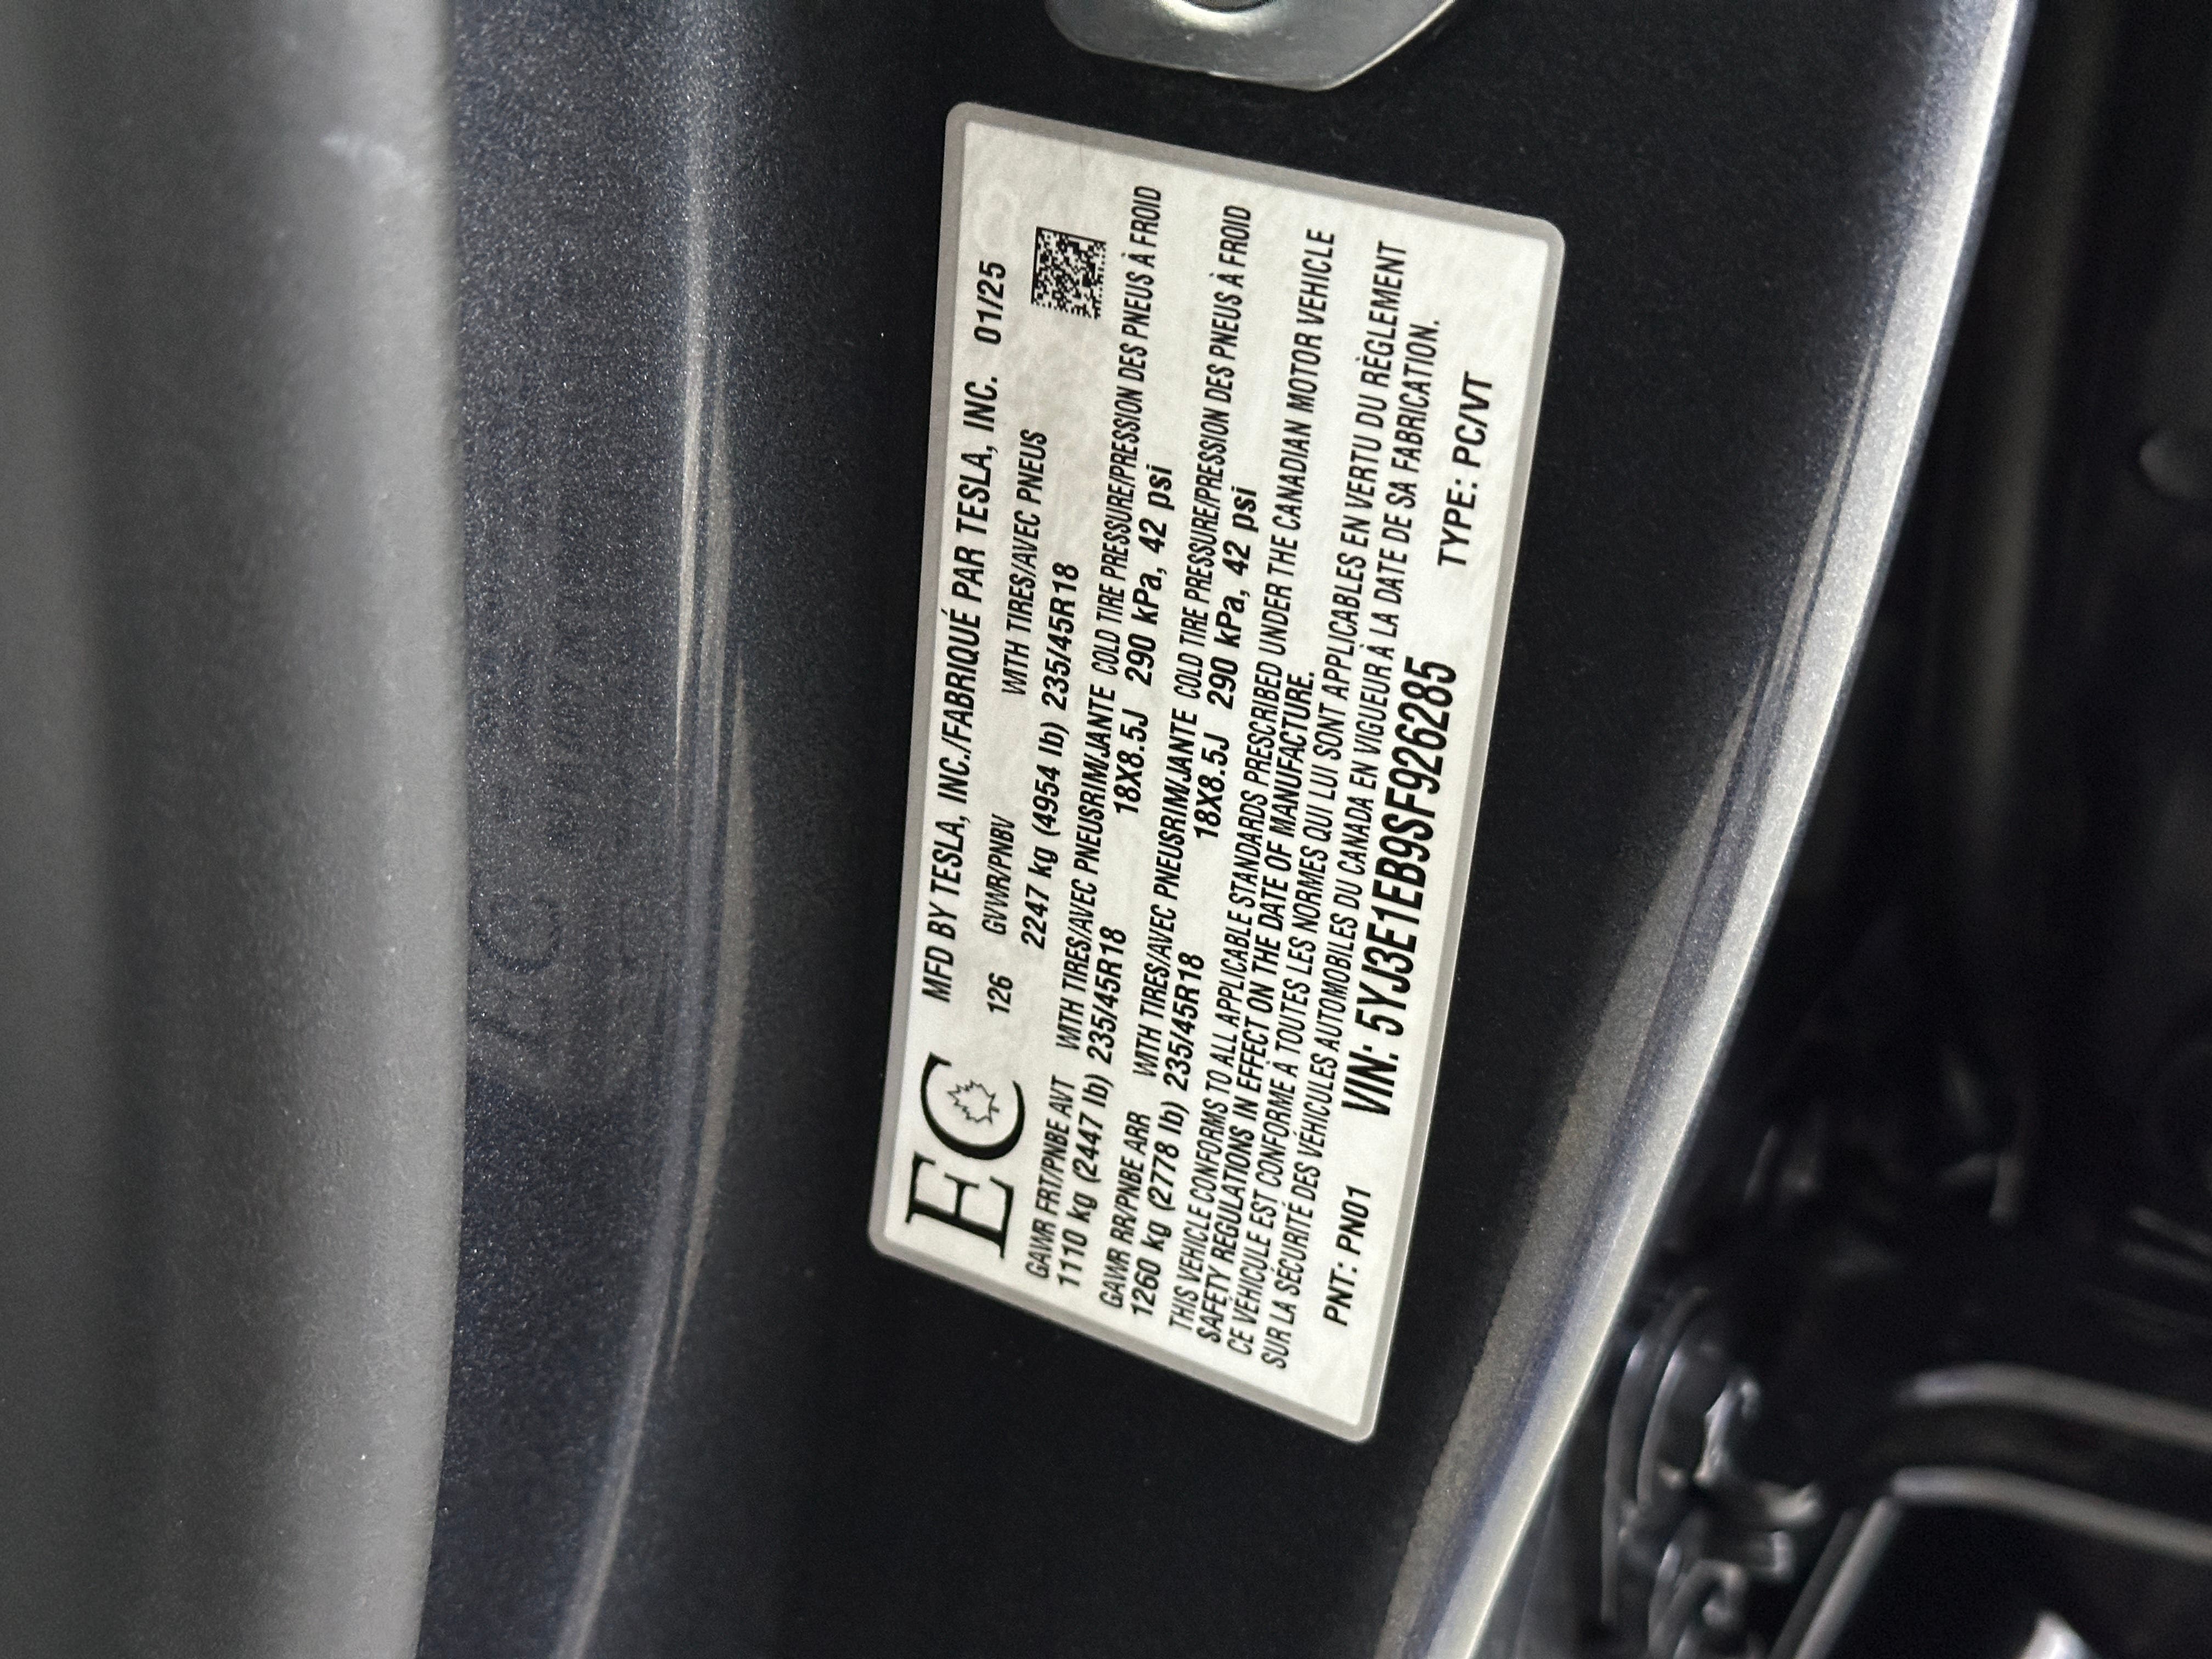 EC
MFD BY TESLA, INC./FABRIQUÉ PAR TESLA, INC. 01/25
126 GVWR/PNBV WITH TIRES/AVEC PNEUS
2247 kg (4954 lb) 235/45R18
GAWR FRT/PNBE AVT WITH TIRES/AVEC PNEUSRIM/JANTE COLD TIRE PRESSURE/PRESSION DES PNEUS À FROID
1110 kg (2447 lb) 235/45R18 18X8.5J 290 kPa, 42 psi
GAWR RR/PNBE ARR WITH TIRES/AVEC PNEUSRIM/JANTE COLD TIRE PRESSURE/PRESSION DES PNEUS À FROID
1260 kg (2778 lb) 235/45R18 18X8.5J 290 kPa, 42 psi
THIS VEHICLE CONFORMS TO ALL APPLICABLE STANDARDS PRESCRIBED UNDER THE CANADIAN MOTOR VEHICLE
SAFETY REGULATIONS IN EFFECT ON THE DATE OF MANUFACTURE.
CE VÉHICULE EST CONFORME À TOUTES LES NORMES QUI LUI SONT APPLICABLES EN VERTU DU RÈGLEMENT
SUR LA SÉCURITÉ DES VÉHICULES AUTOMOBILES DU CANADA EN VIGUEUR À LA DATE DE SA FABRICATION.
PNT: PN01 VIN: 5YJ3E1EB9SF926285 TYPE: PC/VT